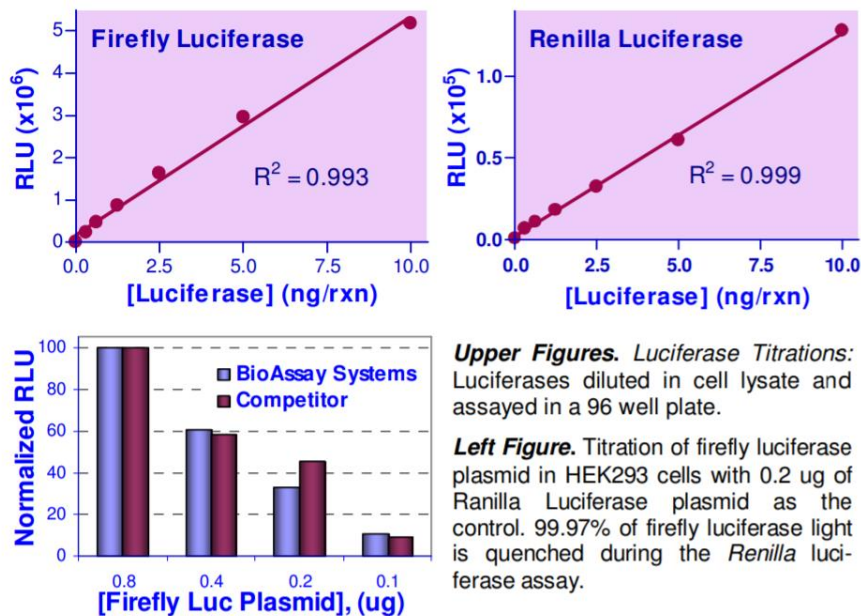 Firefly Luciferase
RLU (x10⁶)
5
4
3
2
1
0
R² = 0.993
0.0 2.5 5.0 7.5 10.0
[Luciferase] (ng/rxn)
Renilla Luciferase
RLU (x10⁵)
1.0
0.5
0.0
R² = 0.999
0.0 2.5 5.0 7.5 10.0
[Luciferase] (ng/rxn)
Normalized RLU
100
80
60
40
20
0
BioAssay Systems
Competitor
0.8 0.4 0.2 0.1
[Firefly Luc Plasmid], (ug)
Upper Figures. Luciferase Titrations:
Luciferases diluted in cell lysate and
assayed in a 96 well plate.
Left Figure. Titration of firefly luciferase
plasmid in HEK293 cells with 0.2 ug of
Ranilla Luciferase plasmid as the
control. 99.97% of firefly luciferase light
is quenched during the Renilla luci-
ferase assay.